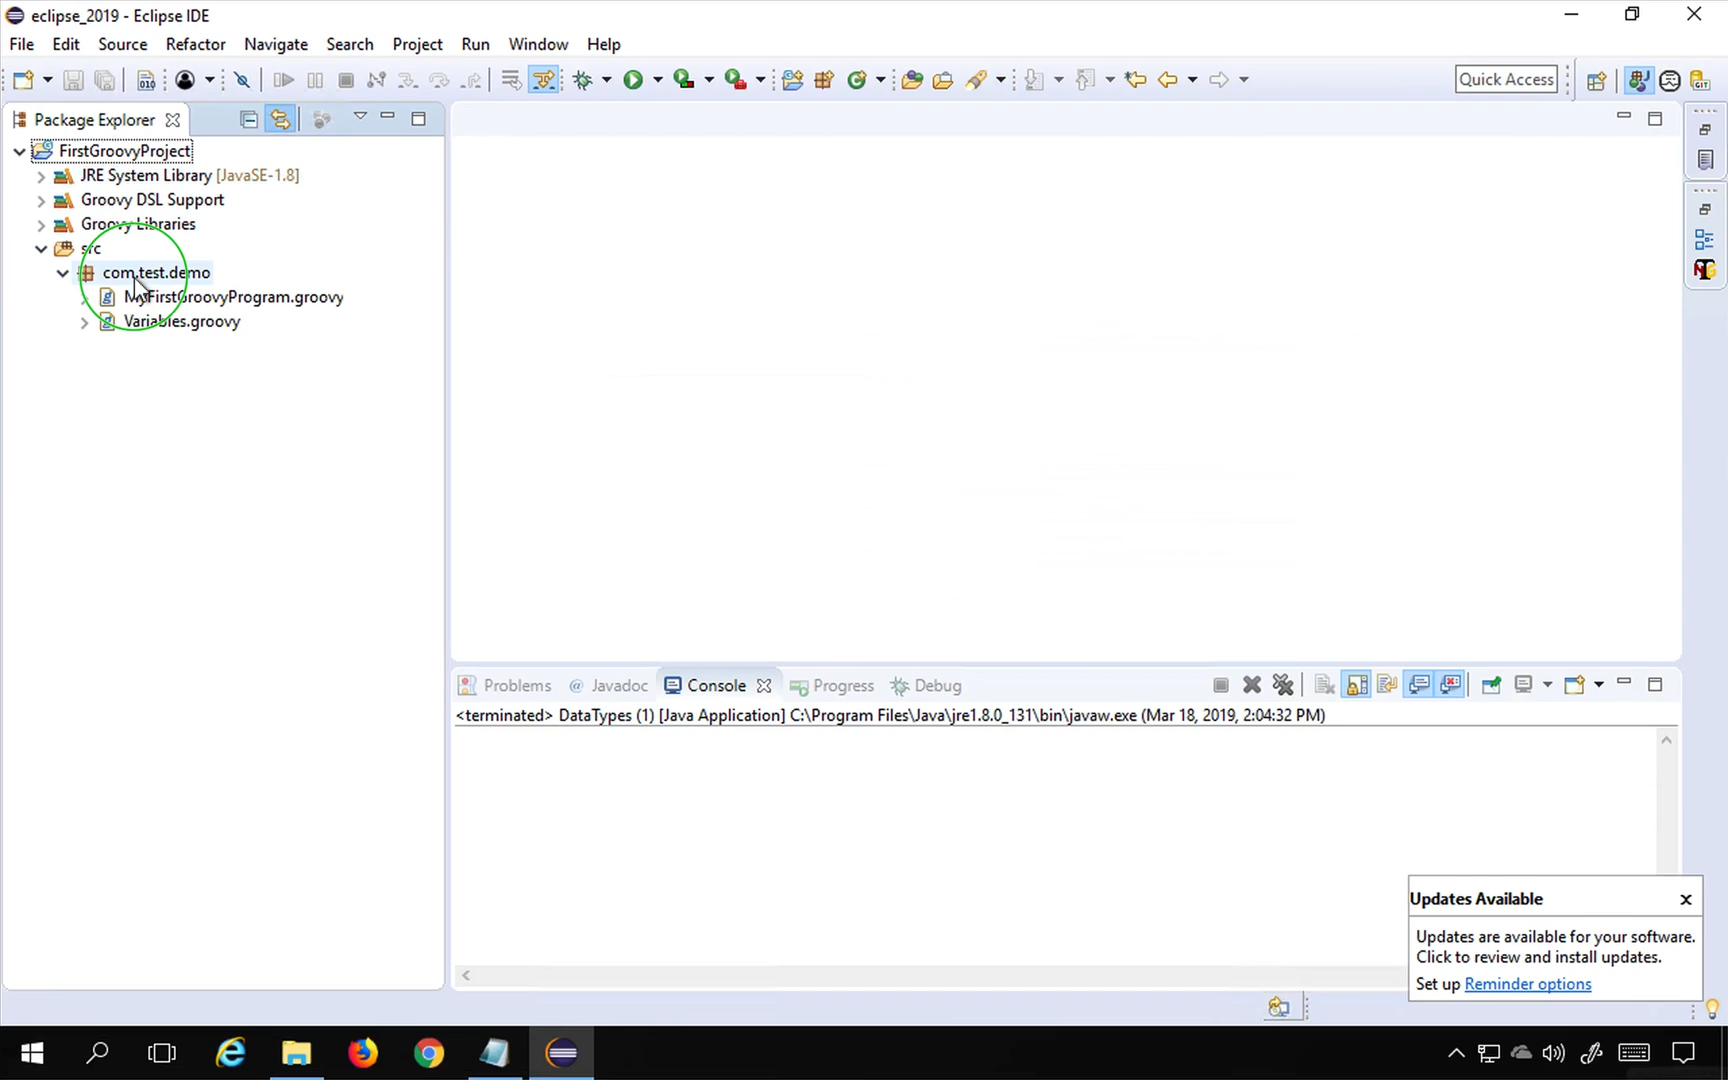 eclipse_2019 - Eclipse IDE
File Edit Source Refactor Navigate Search Project Run Window Help
010
Quick Access
GIT
Package Explorer
FirstGroovyProject
JRE System Library [JavaSE-1.8]
Groovy DSL Support
Groovy Libraries
src
com.test.demo
MyFirstGroovyProgram.groovy
Variables.groovy
Problems @ Javadoc Console Progress Debug
<terminated> DataTypes (1) [Java Application] C:\Program Files\Java\jre1.8.0_131\bin\javaw.exe (Mar 18, 2019, 2:04:32 PM)
Updates Available
Updates are available for your software.
Click to review and install updates.
Set up Reminder options